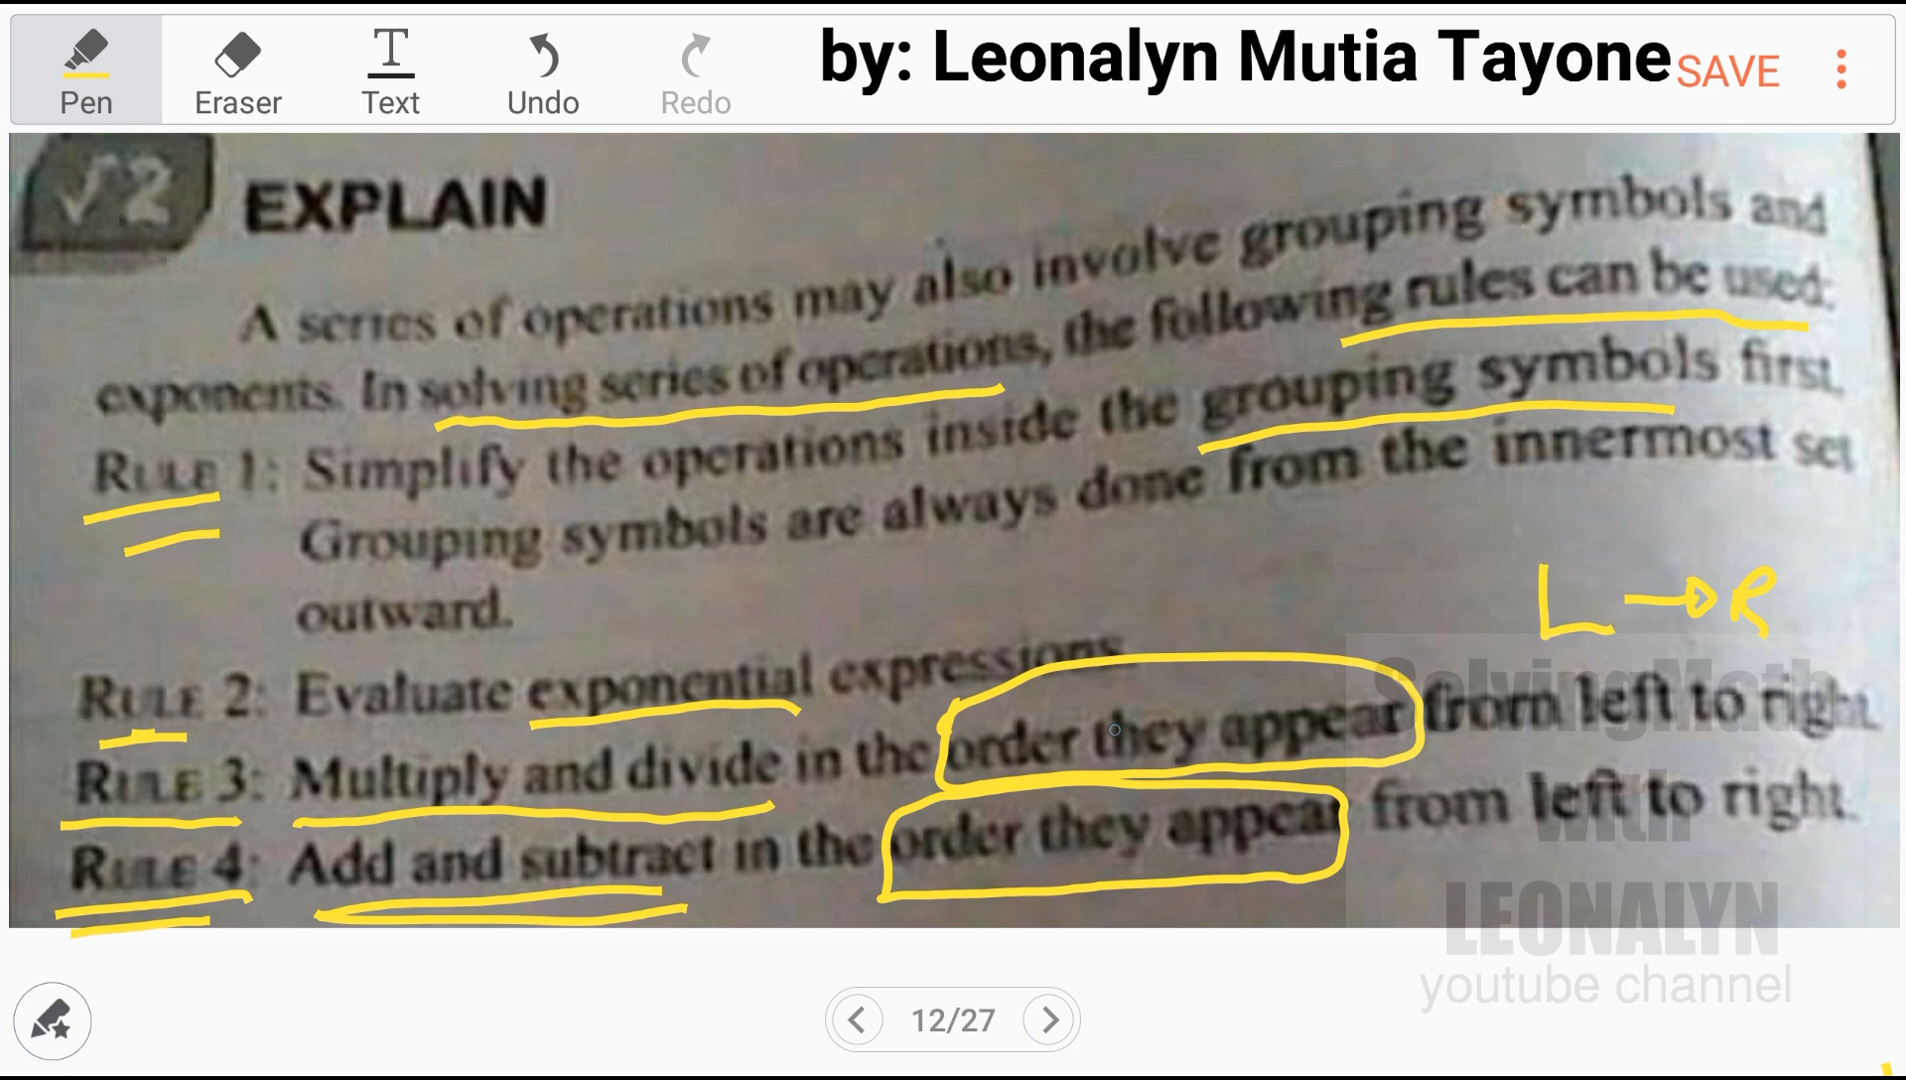 Pen
Eraser
Text
Undo
Redo
by: Leonalyn Mutia Tayone
SAVE
√2
EXPLAIN
A series of operations may also involve grouping symbols and
exponents. In solving series of operations, the following rules can be used:
RULE 1: Simplify the operations inside the grouping symbols first.
Grouping symbols are always done from the innermost set
outward.
L → R
RULE 2: Evaluate exponential expressions
RULE 3: Multiply and divide in the order they appear from left to right.
RULE 4: Add and subtract in the order they appear from left to right.
SolvingMath
with
LEONALYN
youtube channel
12/27